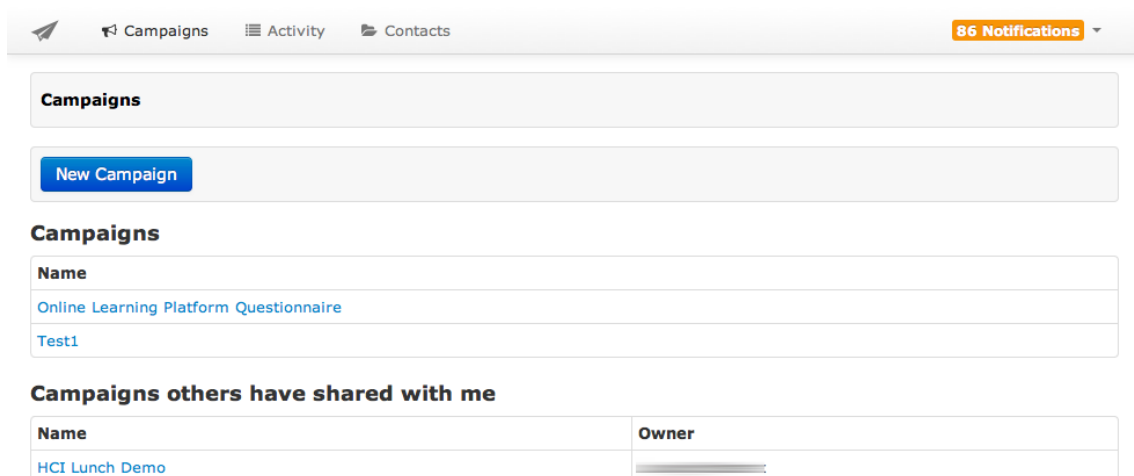 Campaigns Activity Contacts 86 Notifications
Campaigns
New Campaign
Campaigns
Name
Online Learning Platform Questionnaire
Test1
Campaigns others have shared with me
Name Owner
HCI Lunch Demo